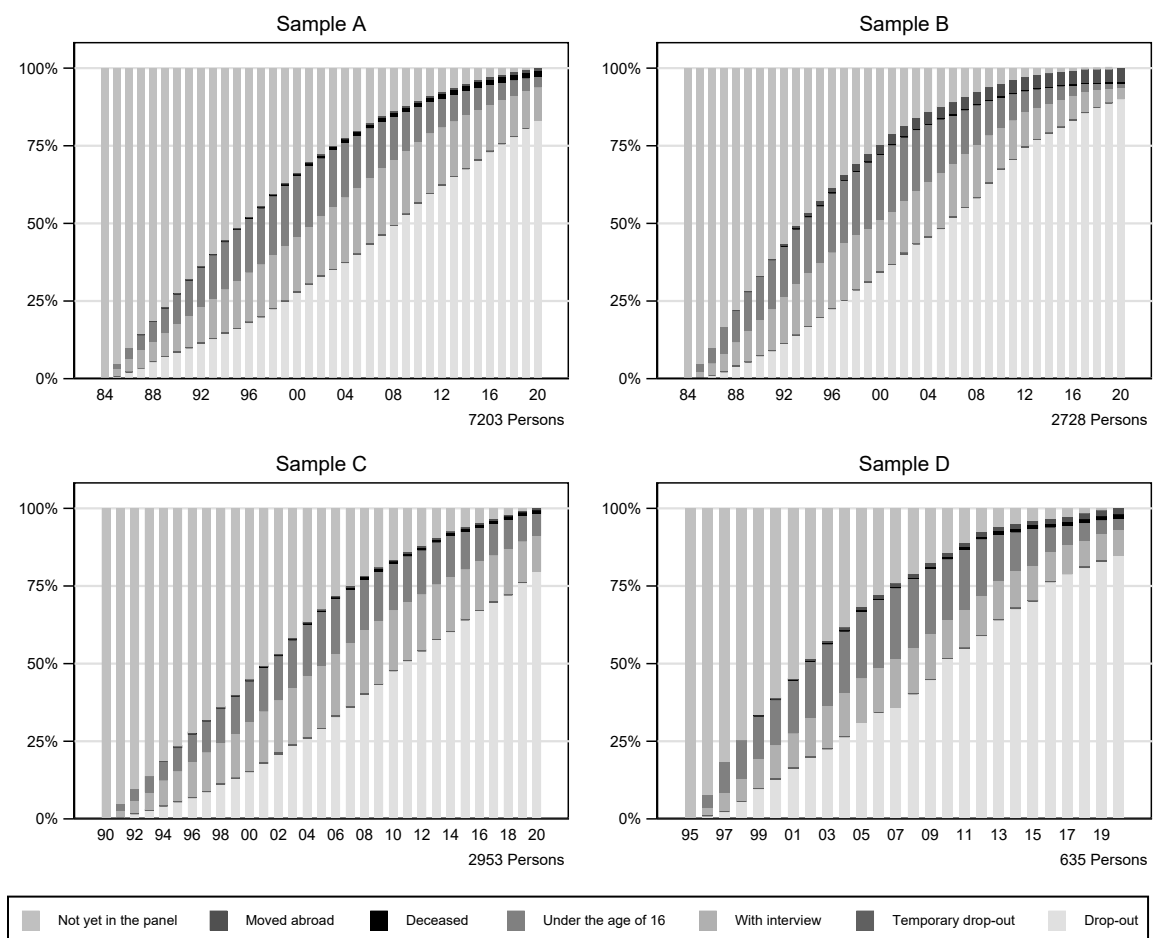 Sample A
100%
75%
50%
25%
0%
84 88 92 96 00 04 08 12 16 20
7203 Persons
Sample B
100%
75%
50%
25%
0%
84 88 92 96 00 04 08 12 16 20
2728 Persons
Sample C
100%
75%
50%
25%
0%
90 92 94 96 98 00 02 04 06 08 10 12 14 16 18 20
2953 Persons
Sample D
100%
75%
50%
25%
0%
95 97 99 01 03 05 07 09 11 13 15 17 19
635 Persons
Not yet in the panel Moved abroad Deceased Under the age of 16 With interview Temporary drop-out Drop-out